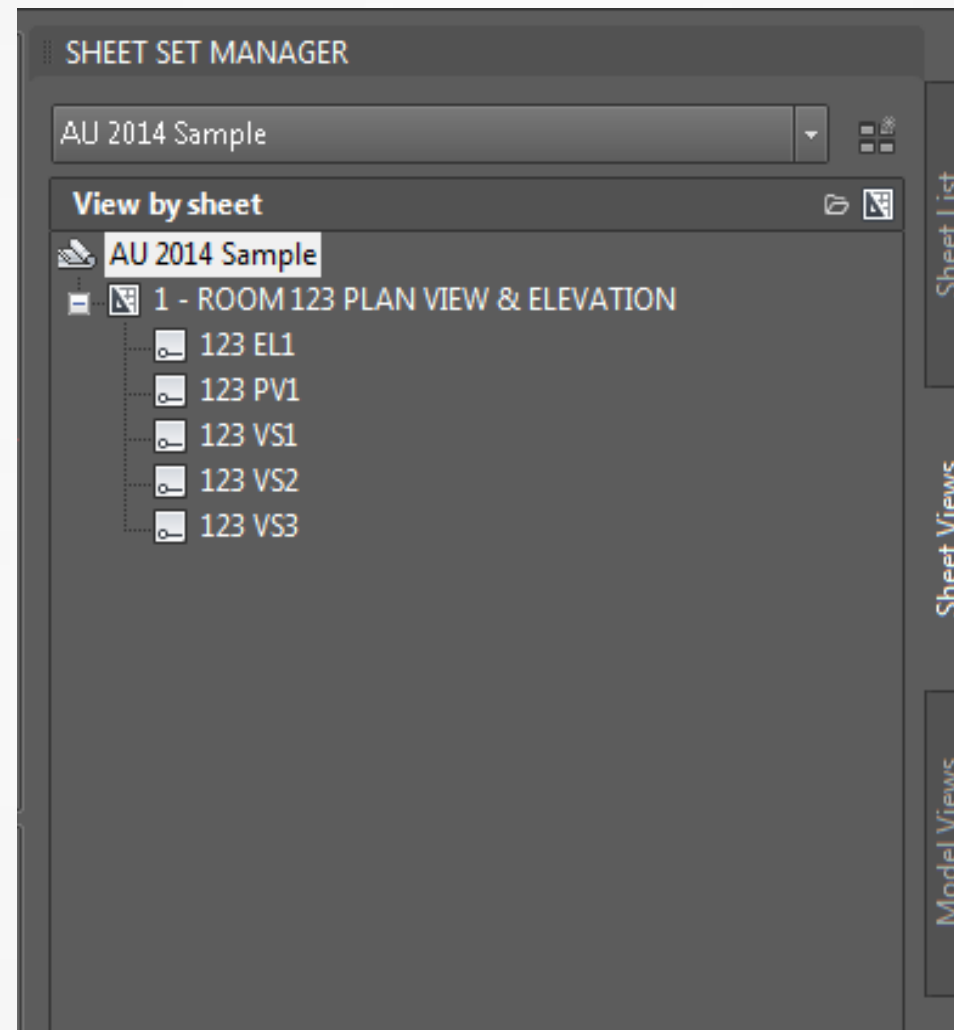 SHEET SET MANAGER
AU 2014 Sample
View by sheet
AU 2014 Sample
1 - ROOM 123 PLAN VIEW & ELEVATION
123 EL1
123 PV1
123 VS1
123 VS2
123 VS3
Sheet List
Sheet Views
Model Views